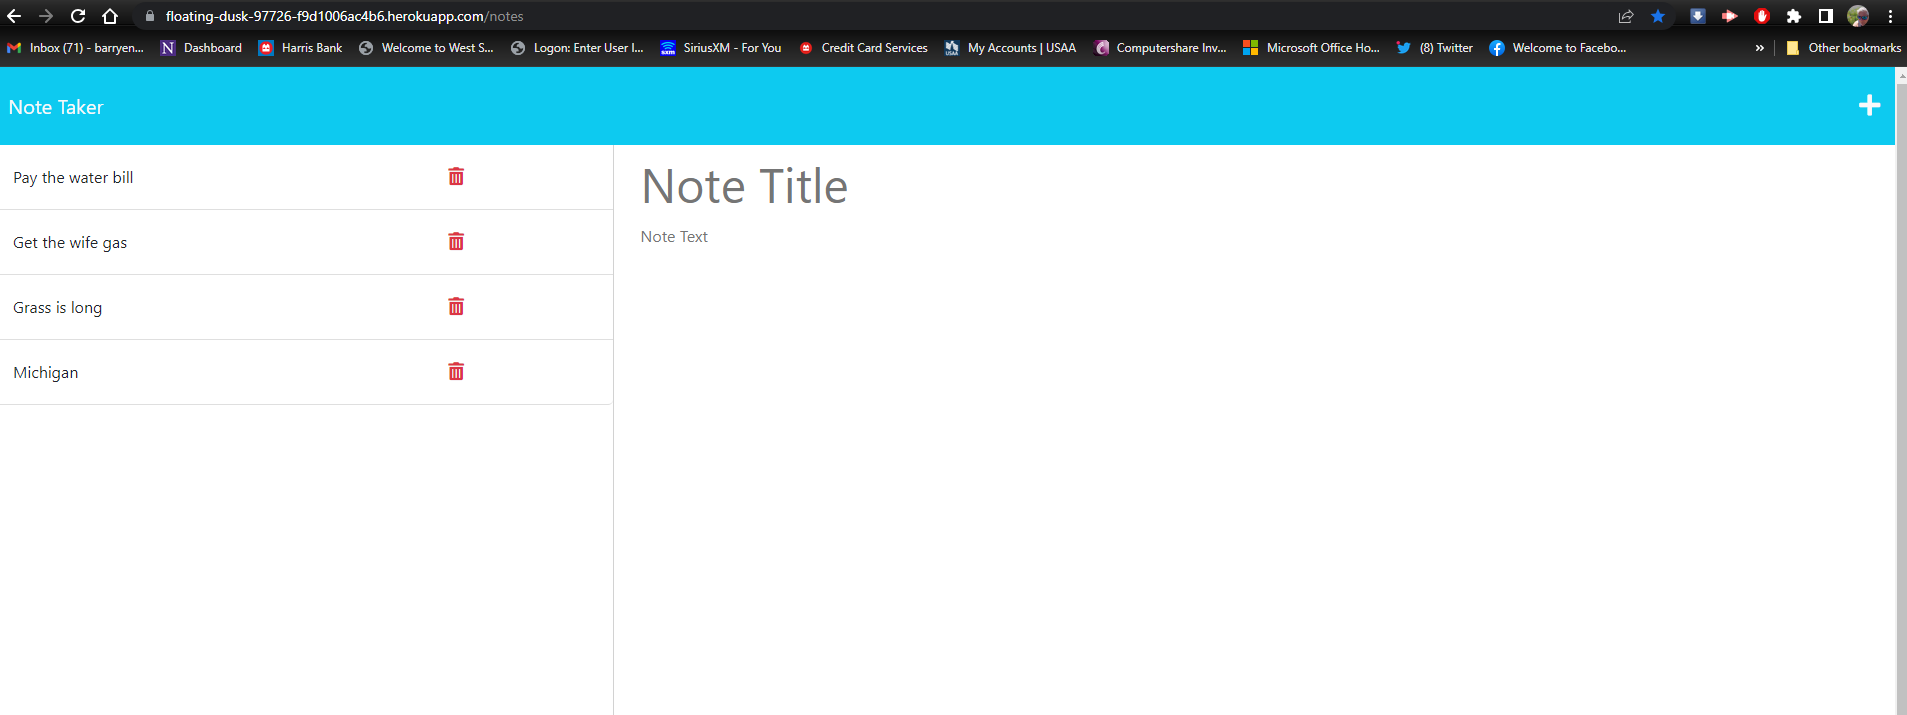 floating-dusk-97726-f9d1006ac4b6.herokuapp.com/notes
Inbox (71) - barryen... Dashboard Harris Bank Welcome to West S... Logon: Enter User I... SiriusXM - For You Credit Card Services My Accounts | USAA Computershare Inv... Microsoft Office Ho... (8) Twitter Welcome to Facebo... » Other bookmarks
Note Taker
Pay the water bill
Get the wife gas
Grass is long
Michigan
Note Title
Note Text